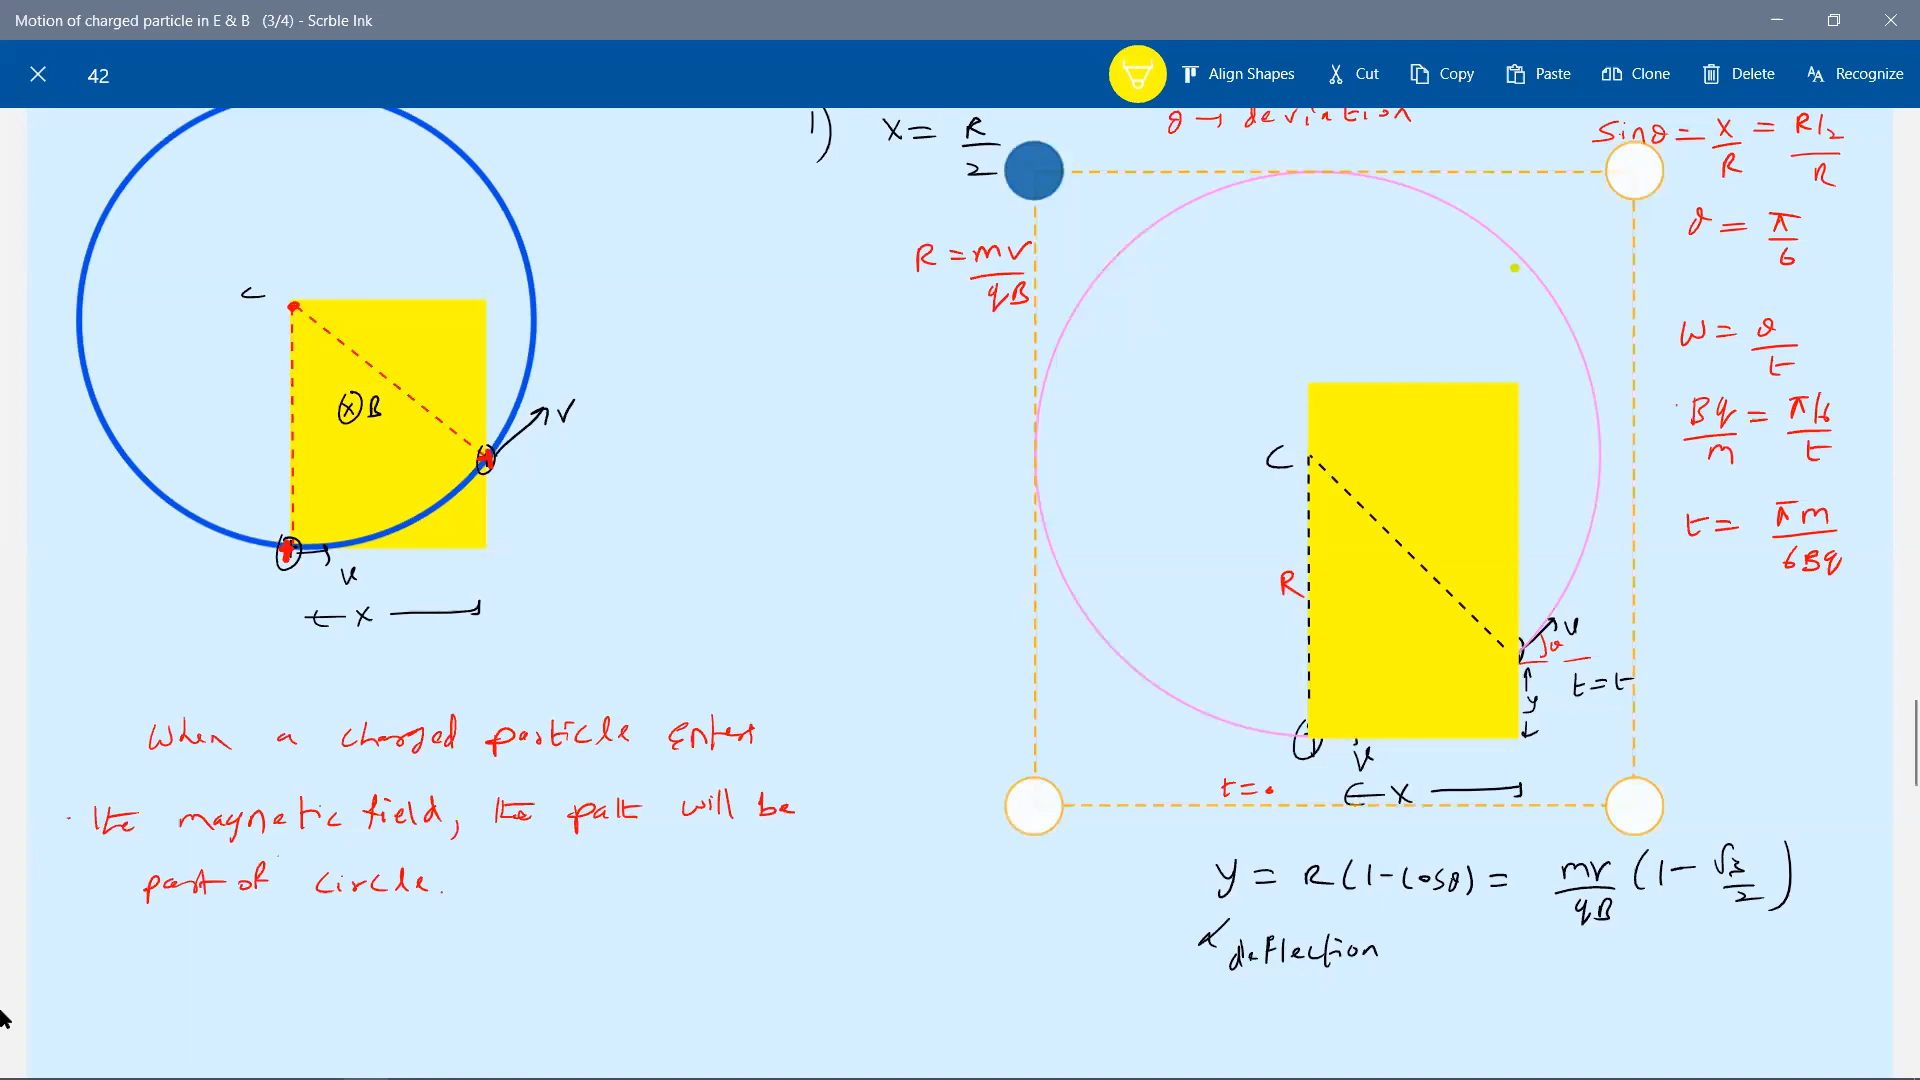 Motion of charged particle in E & B (3/4) - Scrble Ink
42
Align Shapes Cut Copy Paste Clone Delete Recognize
1) x = R/2
θ → deviation
sinθ = x/R = R/2/R
R = mv/qB
θ = π/6
ω = θ/t
Bq/m = π/6/t
t = πm/6Bq
C
⊗B
v
v
← x —
C
R
v
θ
t = t
y
v
t = 0
← x —
When a charged particle enters
the magnetic field, the path will be
part of circle.
y = R(1-cosθ) = mv/qB (1 - √3/2)
deflection